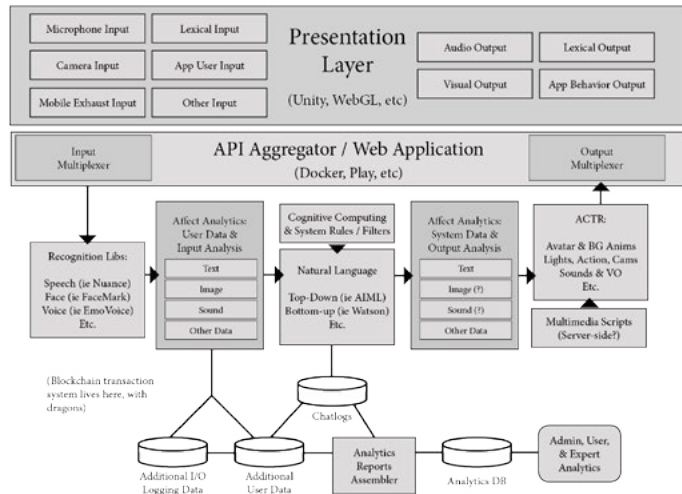 Microphone Input
Lexical Input
Camera Input
App User Input
Mobile Exhaust Input
Other Input
Presentation
Layer
(Unity, WebGL, etc)
Audio Output
Lexical Output
Visual Output
App Behavior Output
Input
Multiplexer
API Aggregator / Web Application
(Docker, Play, etc)
Output
Multiplexer
Recognition Libs:
Speech (ie Nuance)
Face (ie FaceMark)
Voice (ie EmoVoice)
Etc.
Affect Analytics:
User Data &
Input Analysis
Text
Image
Sound
Other Data
Cognitive Computing
& System Rules / Filters
Natural Language
Top-Down (ie AIML)
Bottom-up (ie Watson)
Etc.
Affect Analytics:
System Data &
Output Analysis
Text
Image (?)
Sound (?)
Other Data
ACTR:
Avatar & BG Anims
Lights, Action, Cams
Sounds & VO
Etc.
Multimedia Scripts
(Server-side?)
(Blockchain transaction
system lives here, with
dragons)
Chatlogs
Additional I/O
Logging Data
Additional
User Data
Analytics
Reports
Assembler
Analytics DB
Admin, User,
& Expert
Analytics